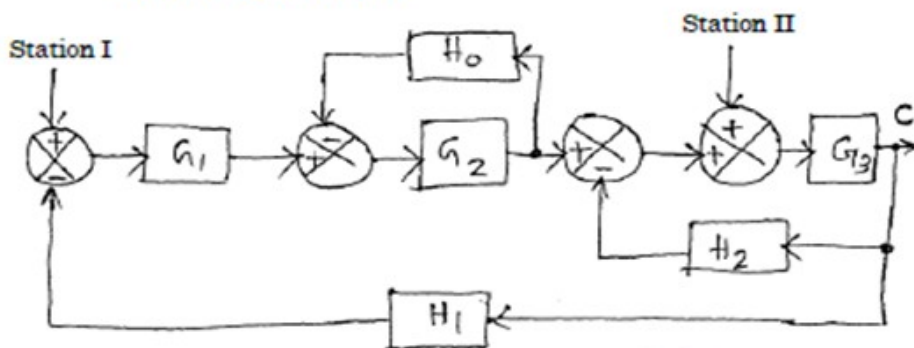 Station I
Station II
H₀
C
+
-
G₁
+
-
G₂
+
-
+
+
G₃
H₂
H₁